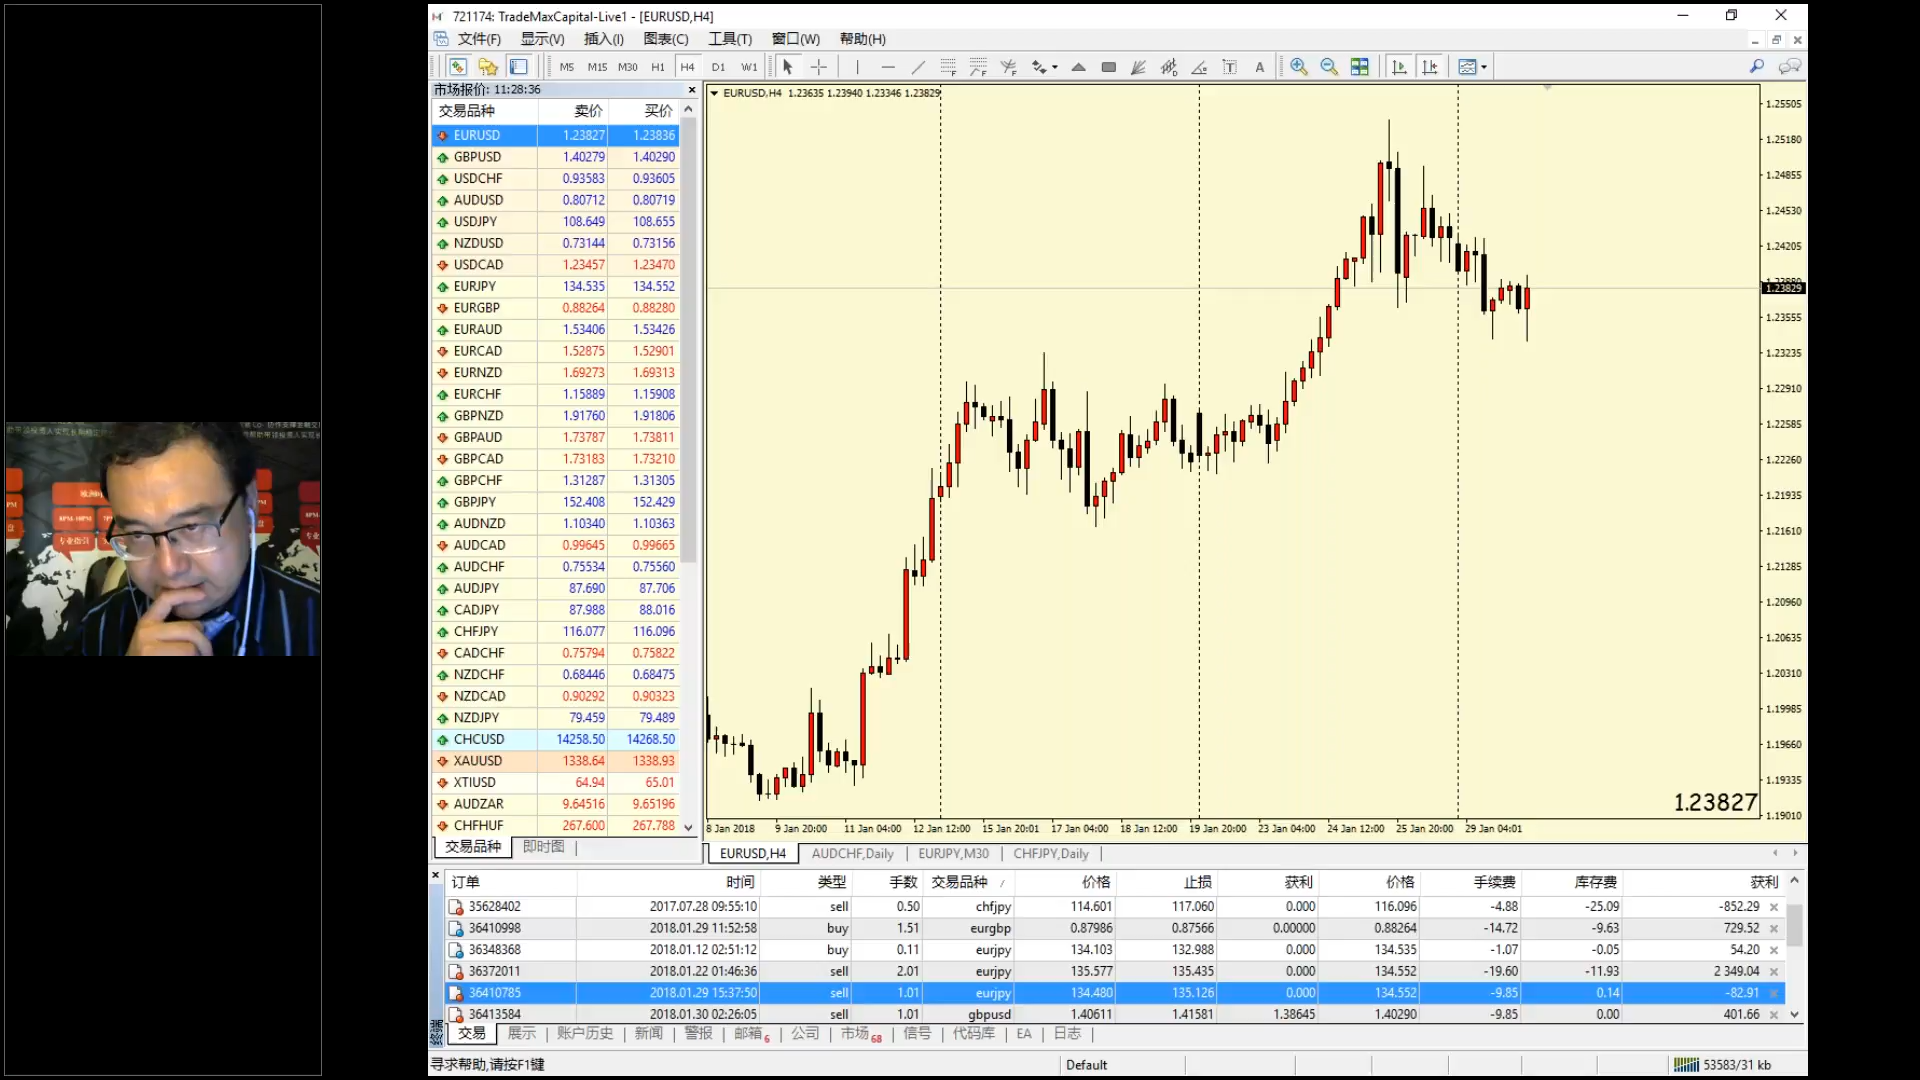 721174: TradeMaxCapital-Live1 - [EURUSD,H4]
文件(F) 显示(V) 插入(I) 图表(C) 工具(T) 窗口(W) 帮助(H)
M5 M15 M30 H1 H4 D1 W1
市场报价: 11:28:36
交易品种 卖价 买价
EURUSD 1.23827 1.23836
GBPUSD 1.40279 1.40290
USDCHF 0.93583 0.93605
AUDUSD 0.80712 0.80719
USDJPY 108.649 108.655
NZDUSD 0.73144 0.73156
USDCAD 1.23457 1.23470
EURJPY 134.535 134.552
EURGBP 0.88264 0.88280
EURAUD 1.53406 1.53426
EURCAD 1.52875 1.52901
EURNZD 1.69273 1.69313
EURCHF 1.15889 1.15908
GBPNZD 1.91760 1.91806
GBPAUD 1.73787 1.73811
GBPCAD 1.73183 1.73210
GBPCHF 1.31287 1.31305
GBPJPY 152.408 152.429
AUDNZD 1.10340 1.10363
AUDCAD 0.99645 0.99665
AUDCHF 0.75534 0.75560
AUDJPY 87.690 87.706
CADJPY 87.988 88.016
CHFJPY 116.077 116.096
CADCHF 0.75794 0.75822
NZDCHF 0.68446 0.68475
NZDCAD 0.90292 0.90323
NZDJPY 79.459 79.489
CHCUSD 14258.50 14268.50
XAUUSD 1338.64 1338.93
XTIUSD 64.94 65.01
AUDZAR 9.64516 9.65196
CHFHUF 267.600 267.788
交易品种 即时图
EURUSD,H4 1.23635 1.23940 1.23346 1.23829
1.25505
1.25180
1.24855
1.24530
1.24205
1.23829
1.23555
1.23235
1.22910
1.22585
1.22260
1.21935
1.21610
1.21285
1.20960
1.20635
1.20310
1.19985
1.19660
1.19335
1.19010
1.23827
8 Jan 2018 9 Jan 20:00 11 Jan 04:00 12 Jan 12:00 15 Jan 20:01 17 Jan 04:00 18 Jan 12:00 19 Jan 20:00 23 Jan 04:00 24 Jan 12:00 25 Jan 20:00 29 Jan 04:01
EURUSD,H4 AUDCHF,Daily EURJPY,M30 CHFJPY,Daily
订单 时间 类型 手数 交易品种 价格 止损 获利 价格 手续费 库存费 获利
35628402 2017.07.28 09:55:10 sell 0.50 chfjpy 114.601 117.060 0.000 116.096 -4.88 -25.09 -852.29
36410998 2018.01.29 11:52:58 buy 1.51 eurgbp 0.87986 0.87566 0.00000 0.88264 -14.72 -9.63 729.52
36348368 2018.01.12 02:51:12 buy 0.11 eurjpy 134.103 132.988 0.000 134.535 -1.07 -0.05 54.20
36372011 2018.01.22 01:46:36 sell 2.01 eurjpy 135.577 135.435 0.000 134.552 -19.60 -11.93 2 349.04
36410785 2018.01.29 15:37:50 sell 1.01 eurjpy 134.480 135.126 0.000 134.552 -9.85 0.14 -82.91
36413584 2018.01.30 02:26:05 sell 1.01 gbpusd 1.40611 1.41581 1.38645 1.40290 -9.85 0.00 401.66
交易 展示 账户历史 新闻 警报 邮箱6 公司 市场68 信号 代码库 EA 日志
寻求帮助,请按F1键 Default 53583/31 kb